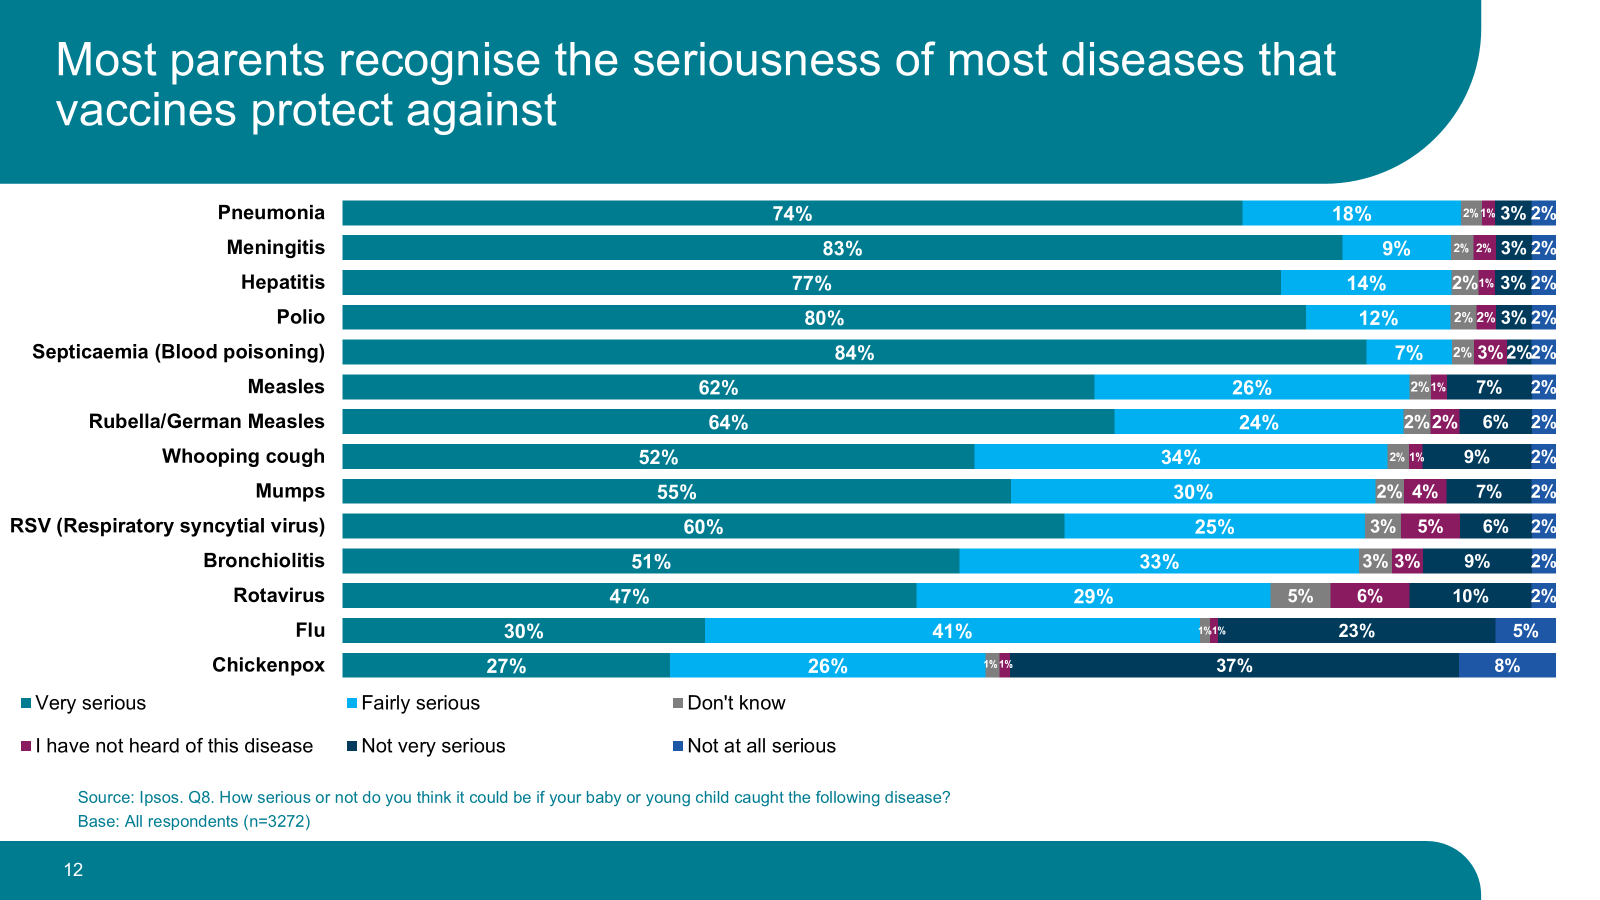 Most parents recognise the seriousness of most diseases that
vaccines protect against
Pneumonia 74% 18% 2% 1% 3% 2%
Meningitis 83% 9% 2% 2% 3% 2%
Hepatitis 77% 14% 2% 1% 3% 2%
Polio 80% 12% 2% 2% 3% 2%
Septicaemia (Blood poisoning) 84% 7% 2% 3% 2% 2%
Measles 62% 26% 2% 1% 7% 2%
Rubella/German Measles 64% 24% 2% 2% 6% 2%
Whooping cough 52% 34% 2% 1% 9% 2%
Mumps 55% 30% 2% 4% 7% 2%
RSV (Respiratory syncytial virus) 60% 25% 3% 5% 6% 2%
Bronchiolitis 51% 33% 3% 3% 9% 2%
Rotavirus 47% 29% 5% 6% 10% 2%
Flu 30% 41% 1% 1% 23% 5%
Chickenpox 27% 26% 1% 1% 37% 8%
Very serious Fairly serious Don't know
I have not heard of this disease Not very serious Not at all serious
Source: Ipsos. Q8. How serious or not do you think it could be if your baby or young child caught the following disease?
Base: All respondents (n=3272)
12